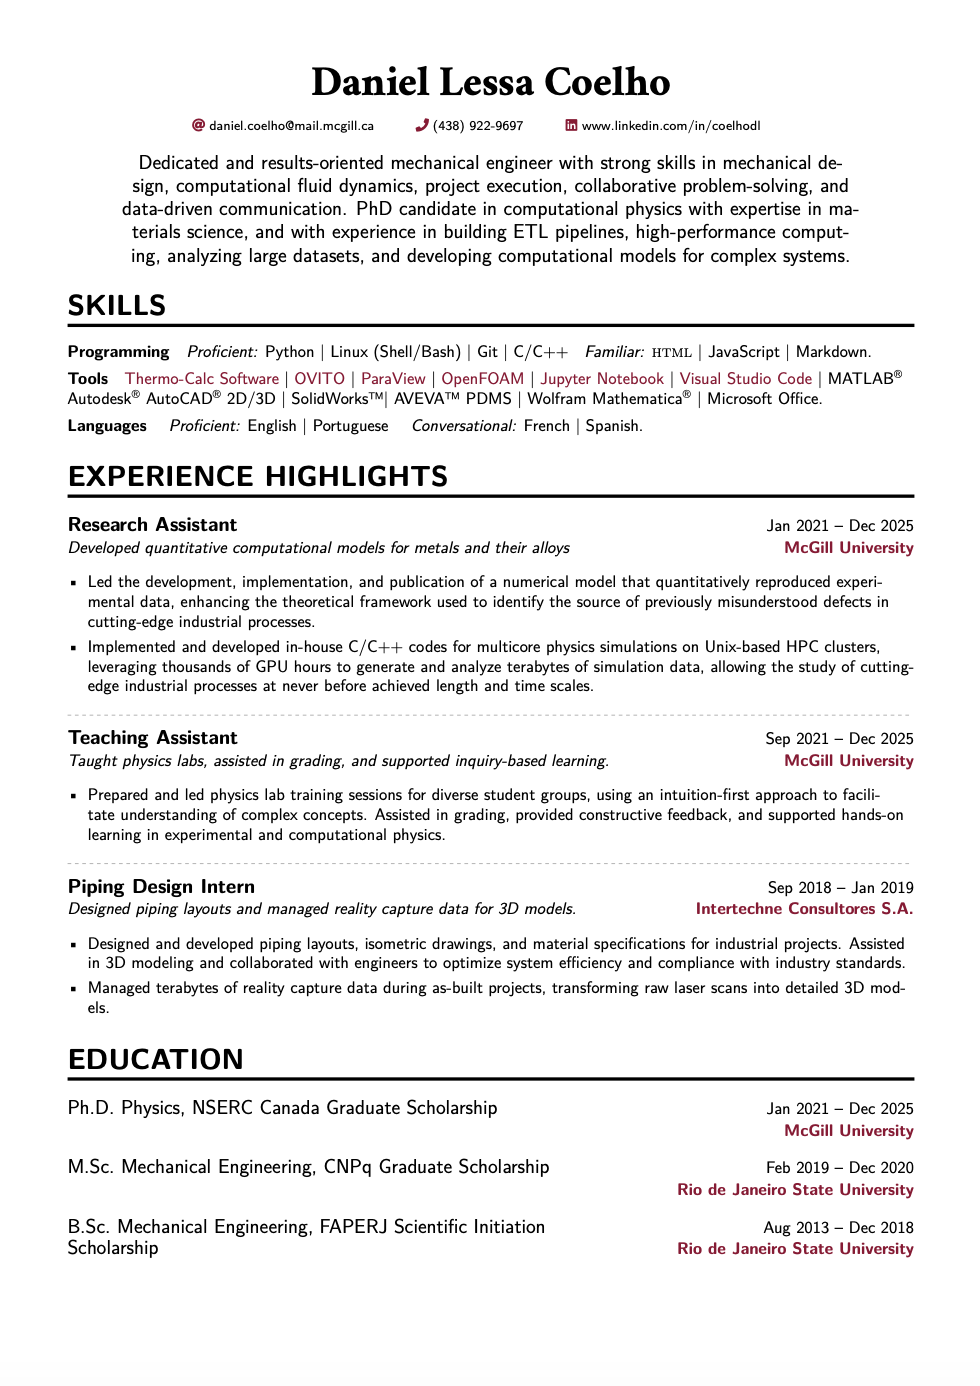 Daniel Lessa Coelho
daniel.coelho@mail.mcgill.ca (438) 922-9697 www.linkedin.com/in/coelhodl
Dedicated and results-oriented mechanical engineer with strong skills in mechanical de-
sign, computational fluid dynamics, project execution, collaborative problem-solving, and
data-driven communication. PhD candidate in computational physics with expertise in ma-
terials science, and with experience in building ETL pipelines, high-performance comput-
ing, analyzing large datasets, and developing computational models for complex systems.
SKILLS
Programming Proficient: Python | Linux (Shell/Bash) | Git | C/C++ Familiar: HTML | JavaScript | Markdown.
Tools Thermo-Calc Software | OVITO | ParaView | OpenFOAM | Jupyter Notebook | Visual Studio Code | MATLAB®
Autodesk® AutoCAD® 2D/3D | SolidWorks™| AVEVA™ PDMS | Wolfram Mathematica® | Microsoft Office.
Languages Proficient: English | Portuguese Conversational: French | Spanish.
EXPERIENCE HIGHLIGHTS
Research Assistant Jan 2021 – Dec 2025
Developed quantitative computational models for metals and their alloys McGill University
▪ Led the development, implementation, and publication of a numerical model that quantitatively reproduced experi-
mental data, enhancing the theoretical framework used to identify the source of previously misunderstood defects in
cutting-edge industrial processes.
▪ Implemented and developed in-house C/C++ codes for multicore physics simulations on Unix-based HPC clusters,
leveraging thousands of GPU hours to generate and analyze terabytes of simulation data, allowing the study of cutting-
edge industrial processes at never before achieved length and time scales.
Teaching Assistant Sep 2021 – Dec 2025
Taught physics labs, assisted in grading, and supported inquiry-based learning. McGill University
▪ Prepared and led physics lab training sessions for diverse student groups, using an intuition-first approach to facili-
tate understanding of complex concepts. Assisted in grading, provided constructive feedback, and supported hands-on
learning in experimental and computational physics.
Piping Design Intern Sep 2018 – Jan 2019
Designed piping layouts and managed reality capture data for 3D models. Intertechne Consultores S.A.
▪ Designed and developed piping layouts, isometric drawings, and material specifications for industrial projects. Assisted
in 3D modeling and collaborated with engineers to optimize system efficiency and compliance with industry standards.
▪ Managed terabytes of reality capture data during as-built projects, transforming raw laser scans into detailed 3D mod-
els.
EDUCATION
Ph.D. Physics, NSERC Canada Graduate Scholarship Jan 2021 – Dec 2025
McGill University
M.Sc. Mechanical Engineering, CNPq Graduate Scholarship Feb 2019 – Dec 2020
Rio de Janeiro State University
B.Sc. Mechanical Engineering, FAPERJ Scientific Initiation Aug 2013 – Dec 2018
Scholarship Rio de Janeiro State University